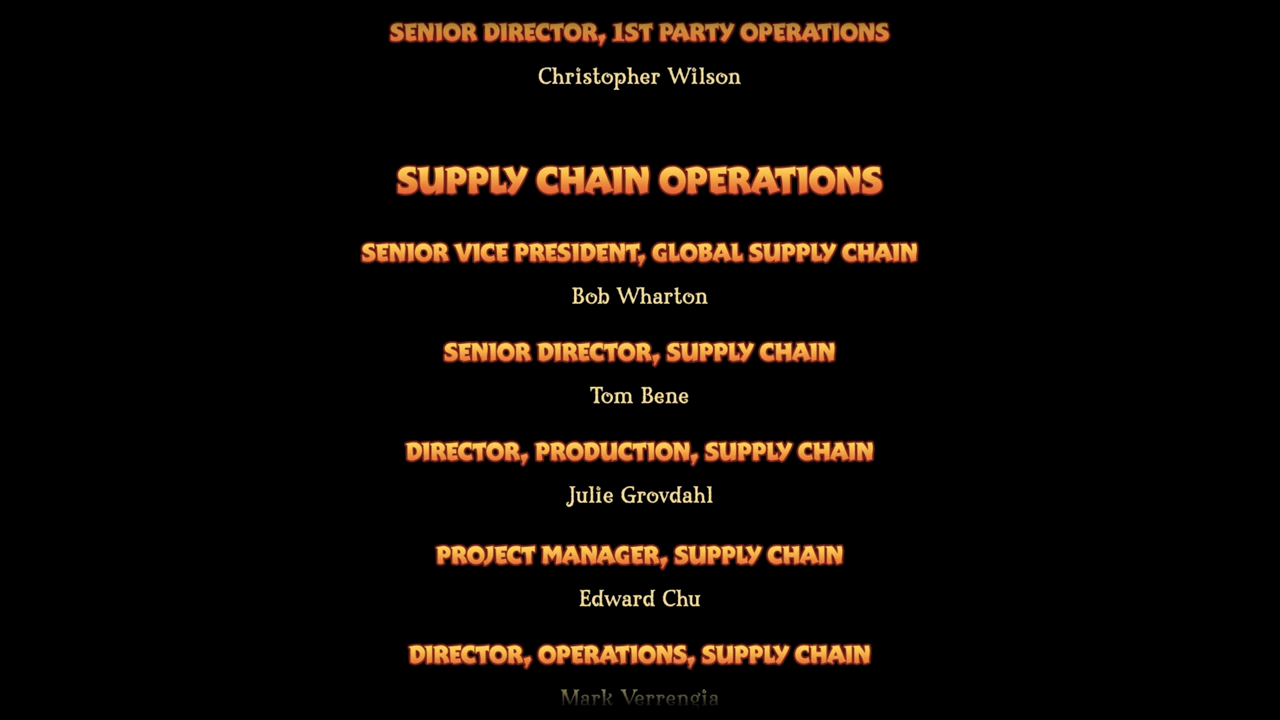 SENIOR DIRECTOR, 1ST PARTY OPERATIONS
Christopher Wilson
SUPPLY CHAIN OPERATIONS
SENIOR VICE PRESIDENT, GLOBAL SUPPLY CHAIN
Bob Wharton
SENIOR DIRECTOR, SUPPLY CHAIN
Tom Bene
DIRECTOR, PRODUCTION, SUPPLY CHAIN
Julie Grovdahl
PROJECT MANAGER, SUPPLY CHAIN
Edward Chu
DIRECTOR, OPERATIONS, SUPPLY CHAIN
Mark Verrengia